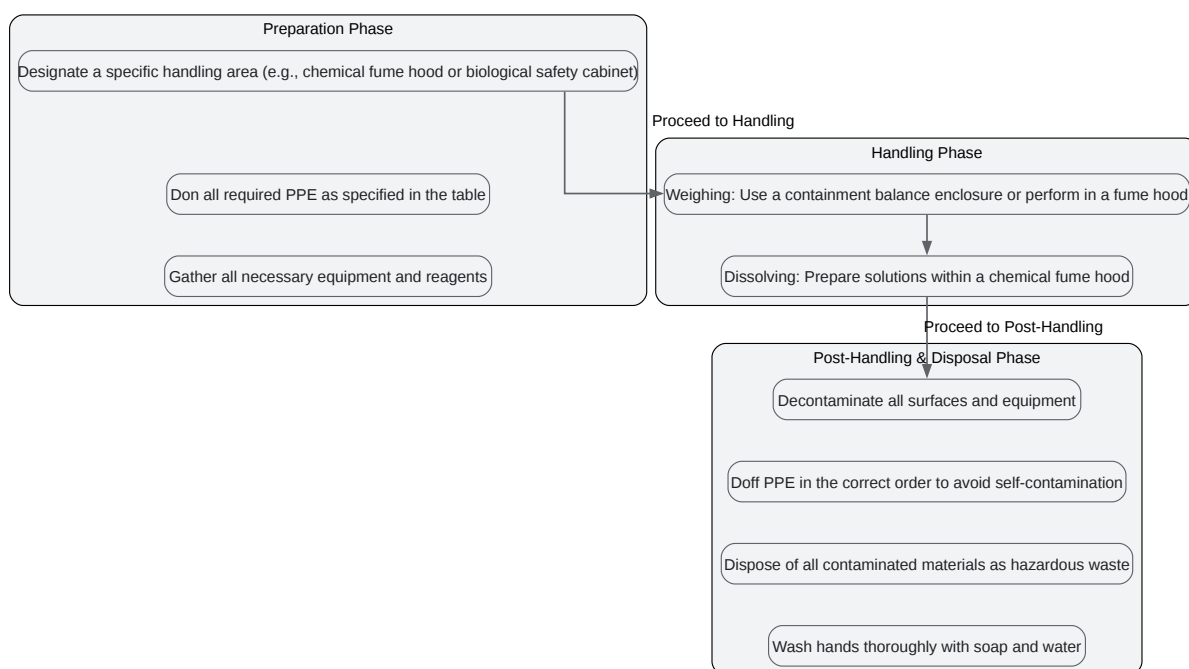 Preparation Phase
Designate a specific handling area (e.g., chemical fume hood or biological safety cabinet)
Don all required PPE as specified in the table
Gather all necessary equipment and reagents
Proceed to Handling
Handling Phase
Weighing: Use a containment balance enclosure or perform in a fume hood
Dissolving: Prepare solutions within a chemical fume hood
Proceed to Post-Handling
Post-Handling & Disposal Phase
Decontaminate all surfaces and equipment
Doff PPE in the correct order to avoid self-contamination
Dispose of all contaminated materials as hazardous waste
Wash hands thoroughly with soap and water